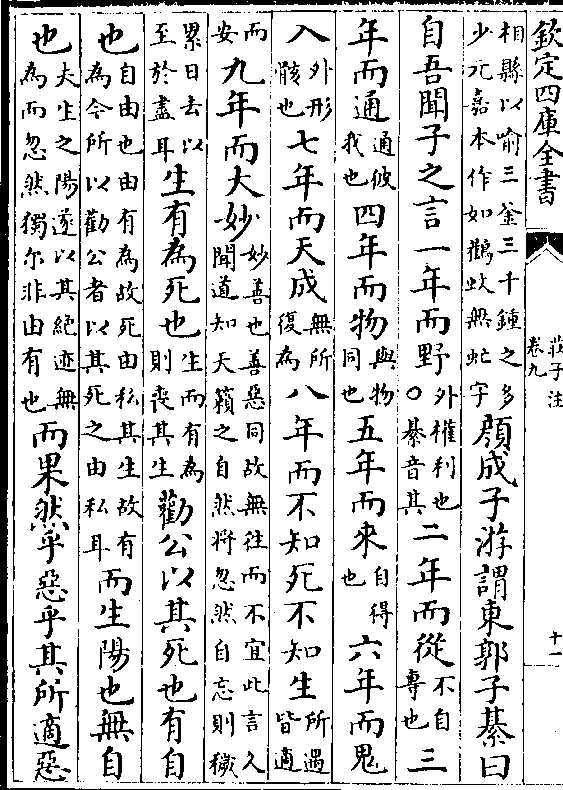 欽定四庫全書
莊子注
卷九
十一
相縣以喻三釜三千鍾之多
少元嘉本作如鸛蚊無虻字
顔成子游謂東郭子綦曰
自吾聞子之言一年而野
外權利也
○綦音其
二年而從
不自
專也
三
年而通
通彼
我也
四年而物
與物
同也
五年而來
自得
也
六年而鬼
入
外形
骸也
七年而天成
無所
復為
八年而不知死不知生
所遇
皆適
而
安
九年而大妙
妙善也善惡同故無往而不宜此言久
聞道知天籟之自然將忽然自忘則穢
累日去以
至於盡耳
生有為死也
生而有為
則喪其生
勸公以其死也有自
也
自由也由有為故死由私其生故有
為今所以勸公者以其死之由私耳
而生陽也無自
也
夫生之陽遂以其絕迹無
為而忽然獨尔非由有也
而果然乎惡乎其所適惡